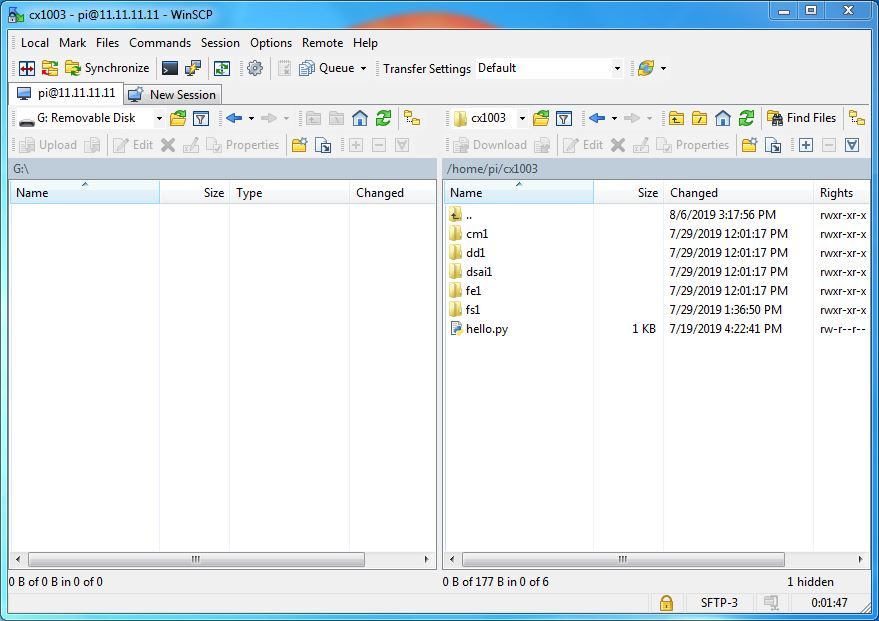 cx1003 - pi@11.11.11.11 - WinSCP
Local Mark Files Commands Session Options Remote Help
Synchronize Queue Transfer Settings Default
pi@11.11.11.11 New Session
G: Removable Disk cx1003 Find Files
Upload Edit Properties Download Edit Properties
G:\ /home/pi/cx1003
Name Size Type Changed Name Size Changed Rights
.. 8/6/2019 3:17:56 PM rwxr-xr-x
cm1 7/29/2019 12:01:17 PM rwxr-xr-x
dd1 7/29/2019 12:01:17 PM rwxr-xr-x
dsai1 7/29/2019 12:01:17 PM rwxr-xr-x
fe1 7/29/2019 12:01:17 PM rwxr-xr-x
fs1 7/29/2019 1:36:50 PM rwxr-xr-x
hello.py 1 KB 7/19/2019 4:22:41 PM rw-r--r--
0 B of 0 B in 0 of 0 0 B of 177 B in 0 of 6 1 hidden
SFTP-3 0:01:47